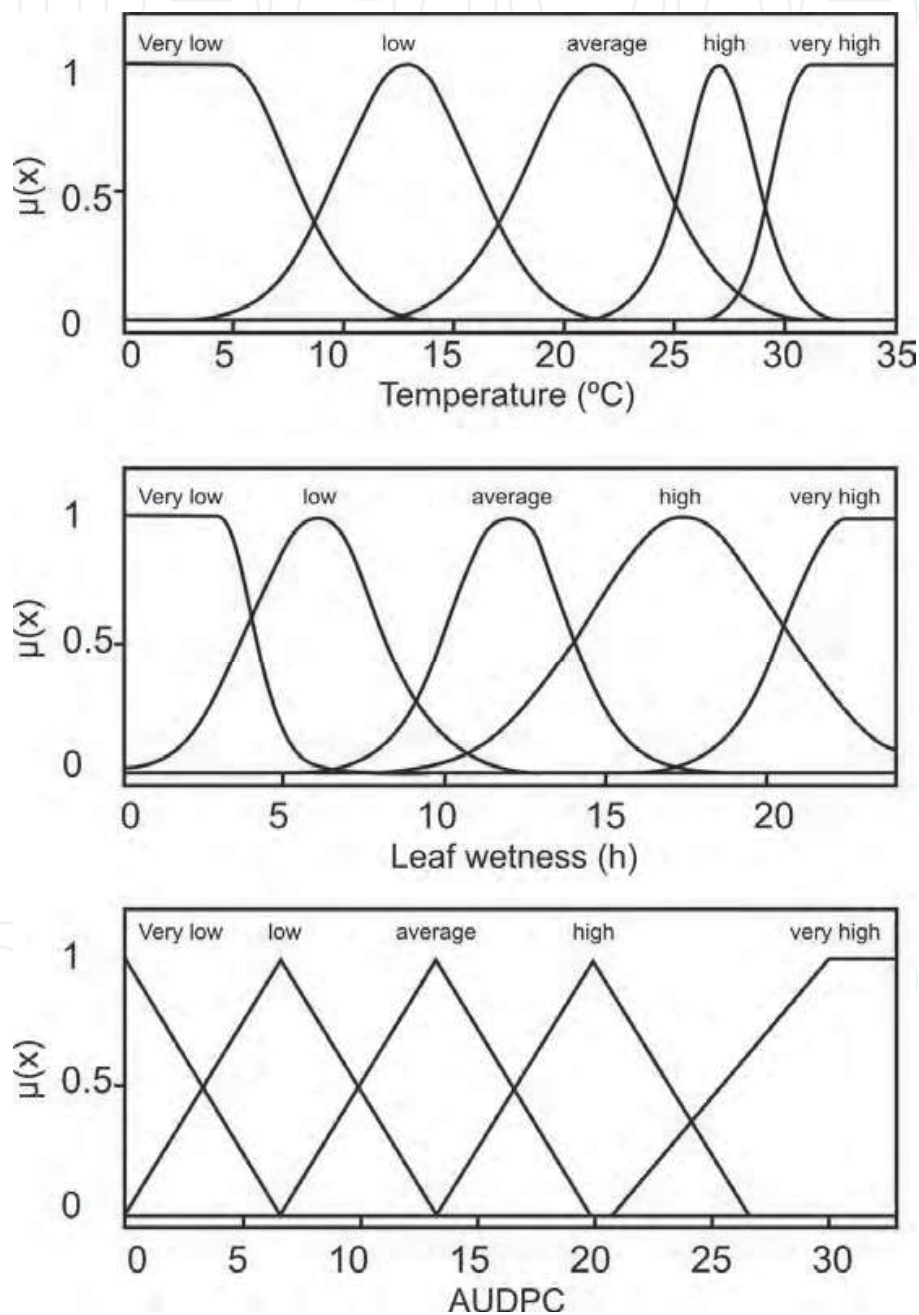 Very low low average high very high
1
μ(x)
0.5
0
0 5 10 15 20 25 30 35
Temperature (ºC)
Very low low average high very high
1
μ(x)
0.5
0
0 5 10 15 20
Leaf wetness (h)
Very low low average high very high
1
μ(x)
0.5
0
0 5 10 15 20 25 30
AUDPC